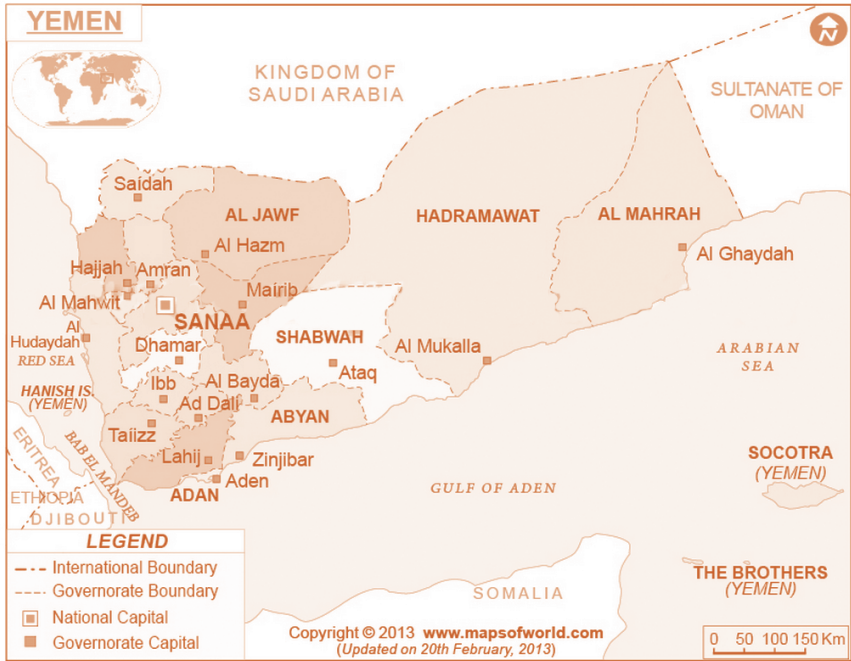 YEMEN
N
KINGDOM OF
SAUDI ARABIA
SULTANATE OF
OMAN
Saidah
AL JAWF
HADRAMAWAT
AL MAHRAH
Al Hazm
Al Ghaydah
Hajjah
Amran
Mairib
Al Mahwit
SANAA
Al
Hudaydah
Dhamar
SHABWAH
Al Mukalla
RED SEA
ARABIAN
SEA
Ataq
HANISH IS.
(YEMEN)
Ibb
Al Bayda
Ad Dali
ABYAN
Taiizz
ERITREA
BAB EL MANDEB
Lahij
Zinjibar
SOCOTRA
(YEMEN)
Aden
ADAN
GULF OF ADEN
ETHIOPIA
DJIBOUTI
LEGEND
International Boundary
Governorate Boundary
National Capital
Governorate Capital
SOMALIA
THE BROTHERS
(YEMEN)
Copyright © 2013 www.mapsofworld.com
(Updated on 20th February, 2013)
0 50 100 150 Km